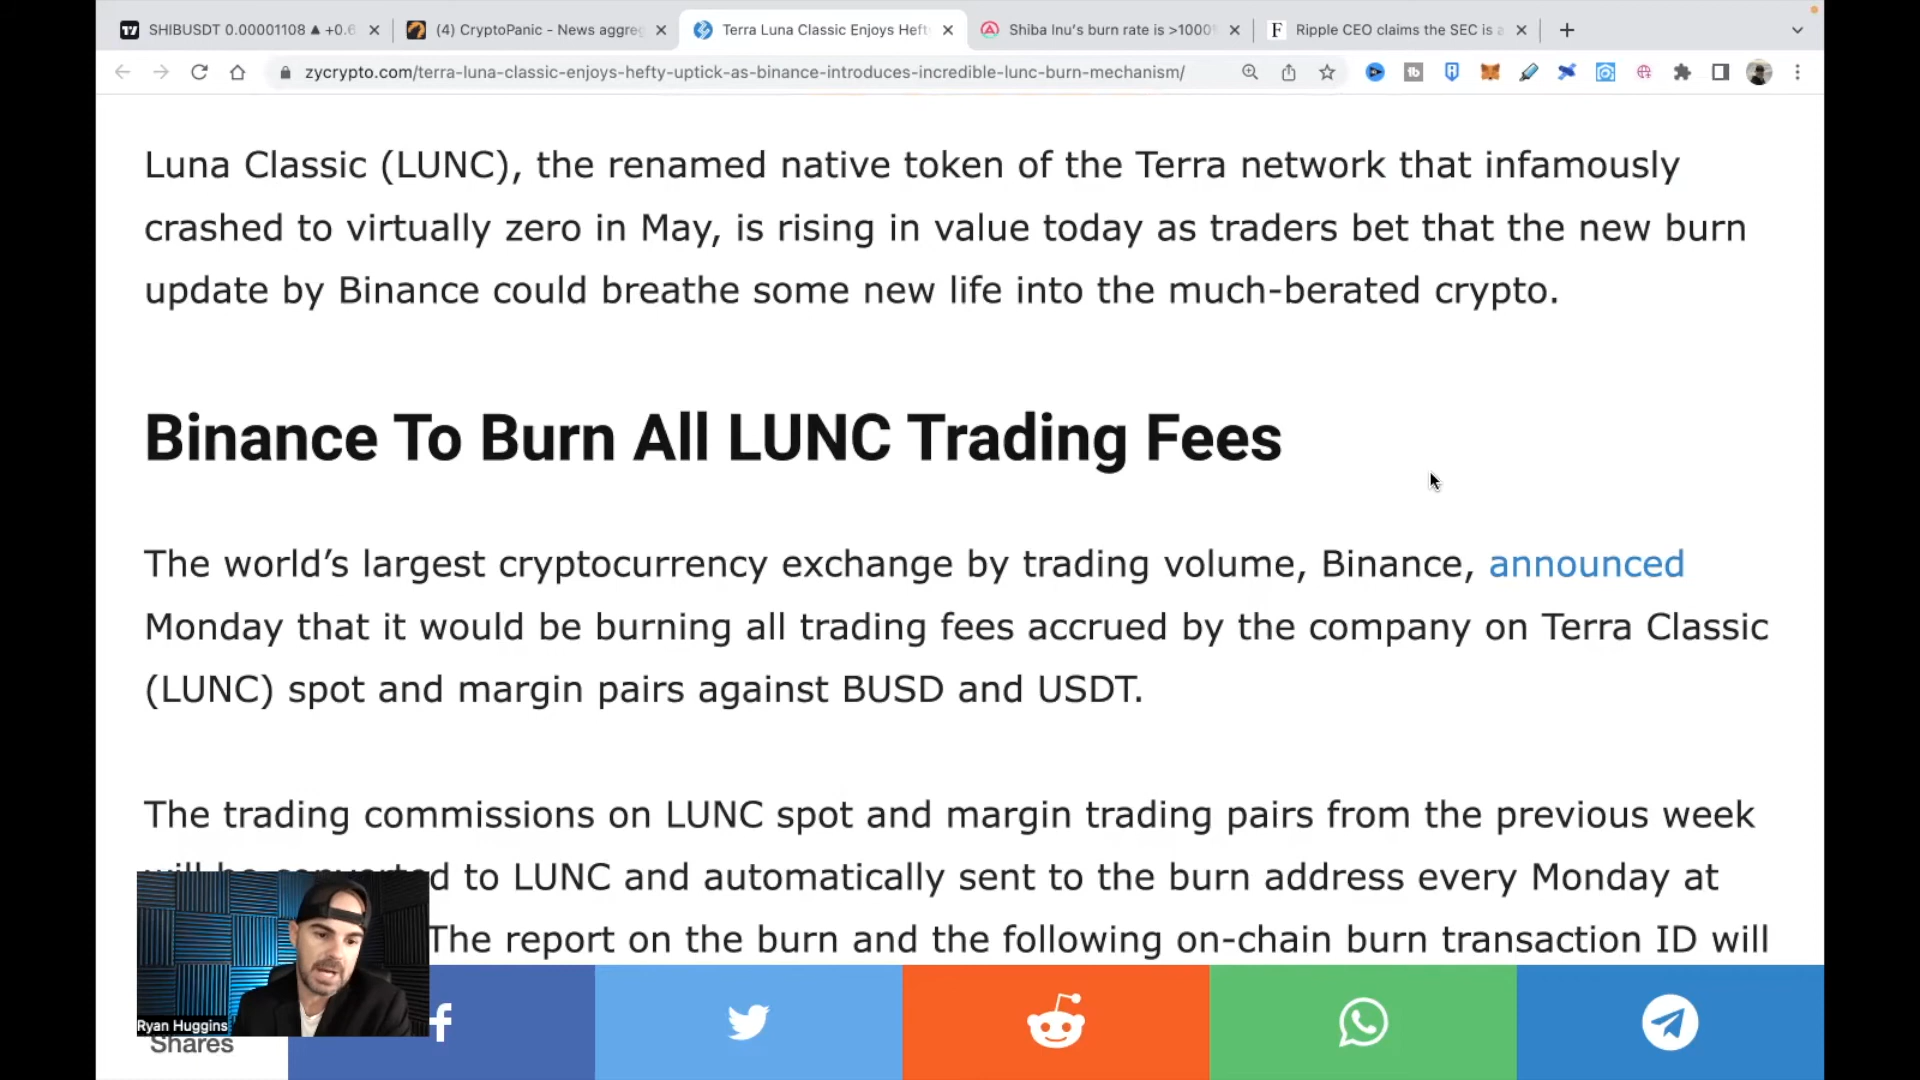 SHIBUSDT 0.00001108 ▲ +0.6
(4) CryptoPanic - News aggreg
Terra Luna Classic Enjoys Heft
Shiba Inu's burn rate is >1000%
Ripple CEO claims the SEC is a
zycrypto.com/terra-luna-classic-enjoys-hefty-uptick-as-binance-introduces-incredible-lunc-burn-mechanism/
Luna Classic (LUNC), the renamed native token of the Terra network that infamously
crashed to virtually zero in May, is rising in value today as traders bet that the new burn
update by Binance could breathe some new life into the much-berated crypto.
Binance To Burn All LUNC Trading Fees
The world’s largest cryptocurrency exchange by trading volume, Binance, announced
Monday that it would be burning all trading fees accrued by the company on Terra Classic
(LUNC) spot and margin pairs against BUSD and USDT.
The trading commissions on LUNC spot and margin trading pairs from the previous week
will be converted to LUNC and automatically sent to the burn address every Monday at
The report on the burn and the following on-chain burn transaction ID will
Ryan Huggins
Shares